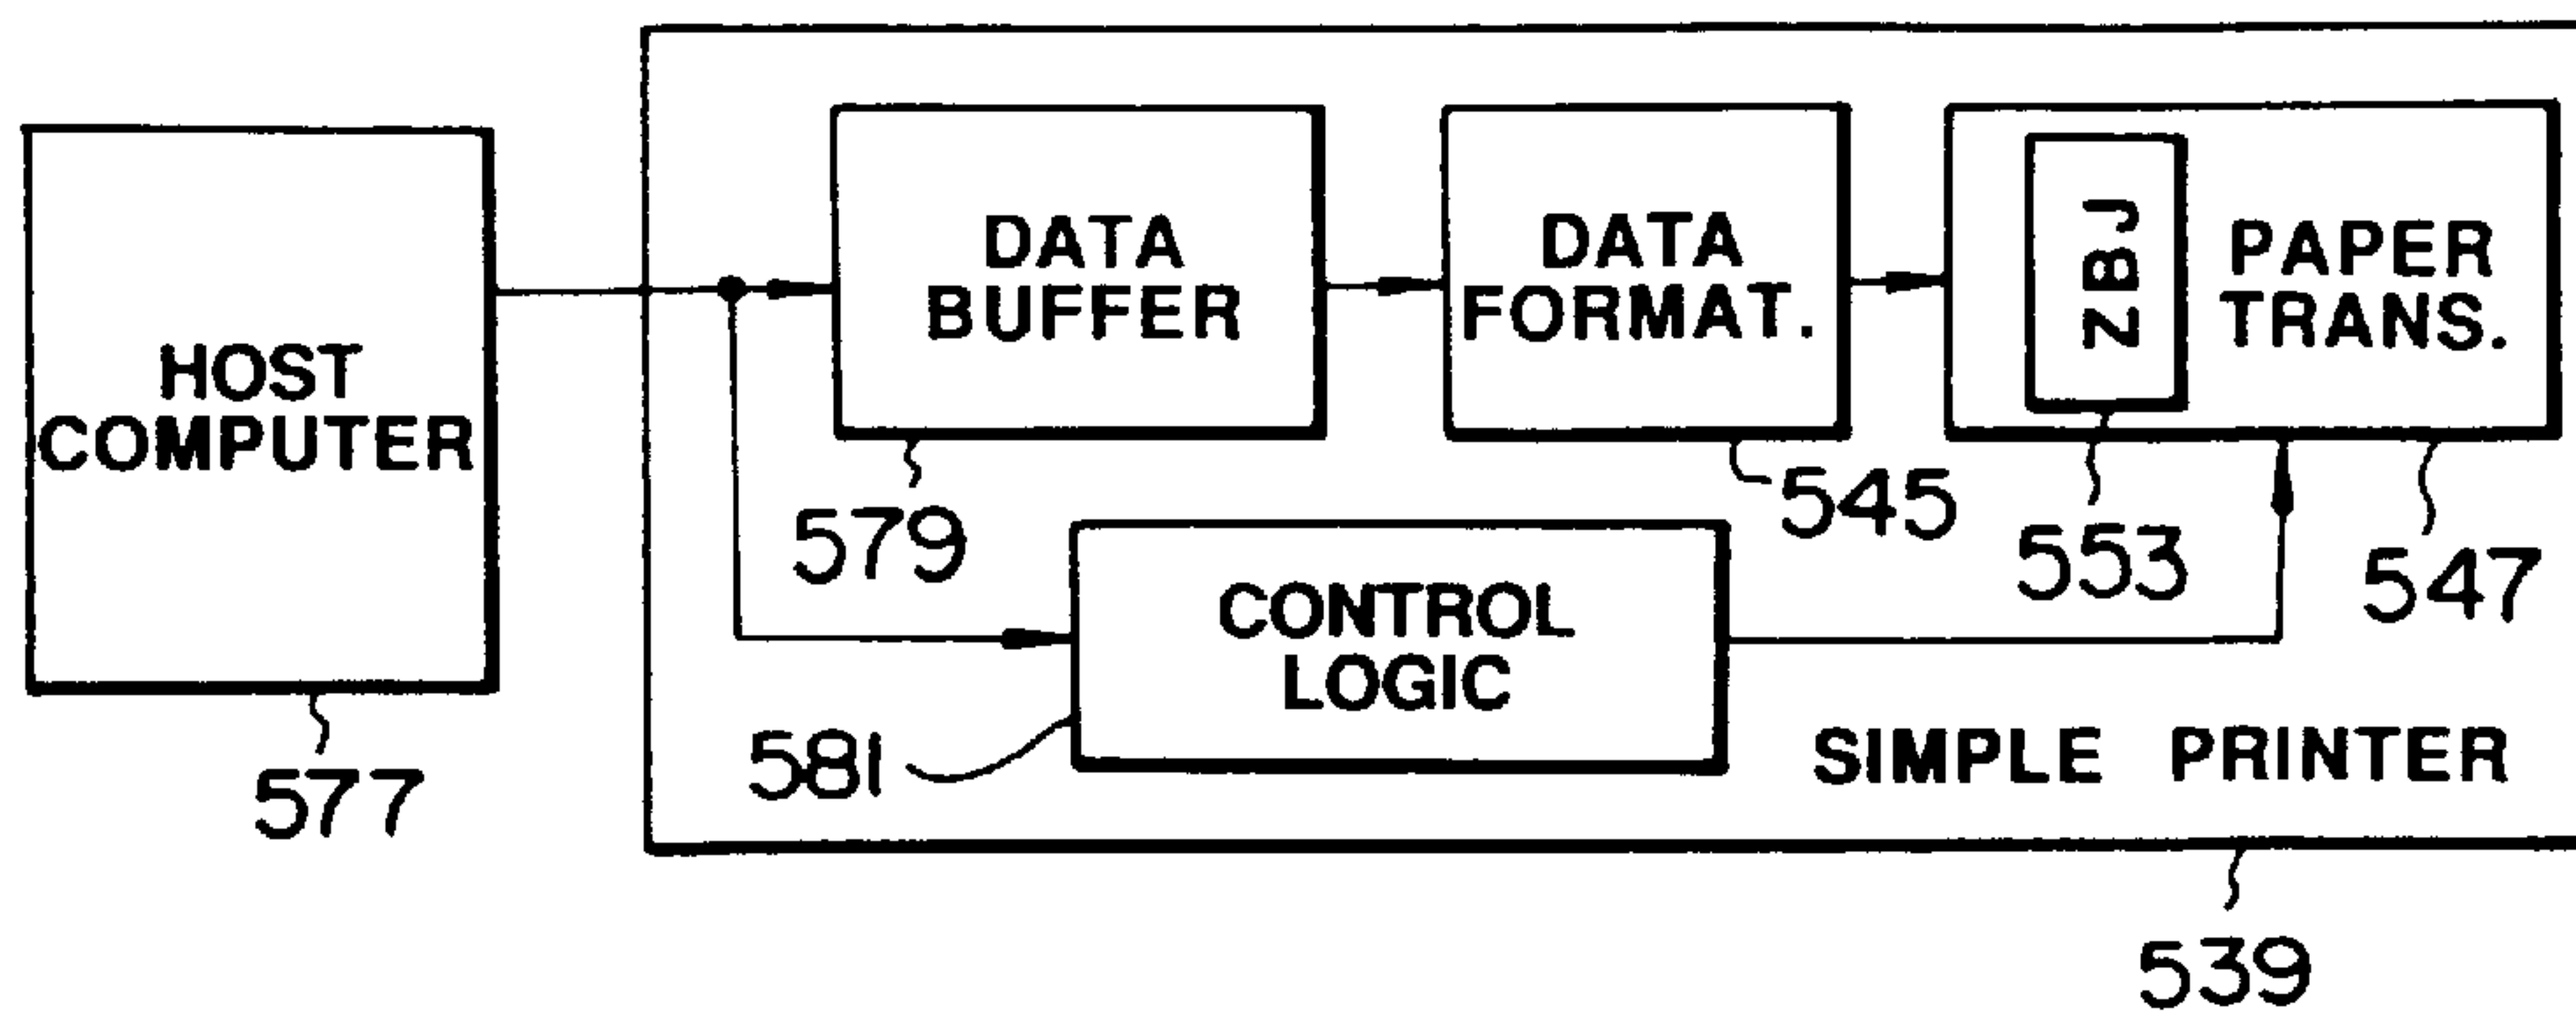 HOST
COMPUTER
577
DATA
BUFFER
579
DATA
FORMAT.
545
ZBJ
553
PAPER
TRANS.
547
CONTROL
LOGIC
581
SIMPLE PRINTER
539